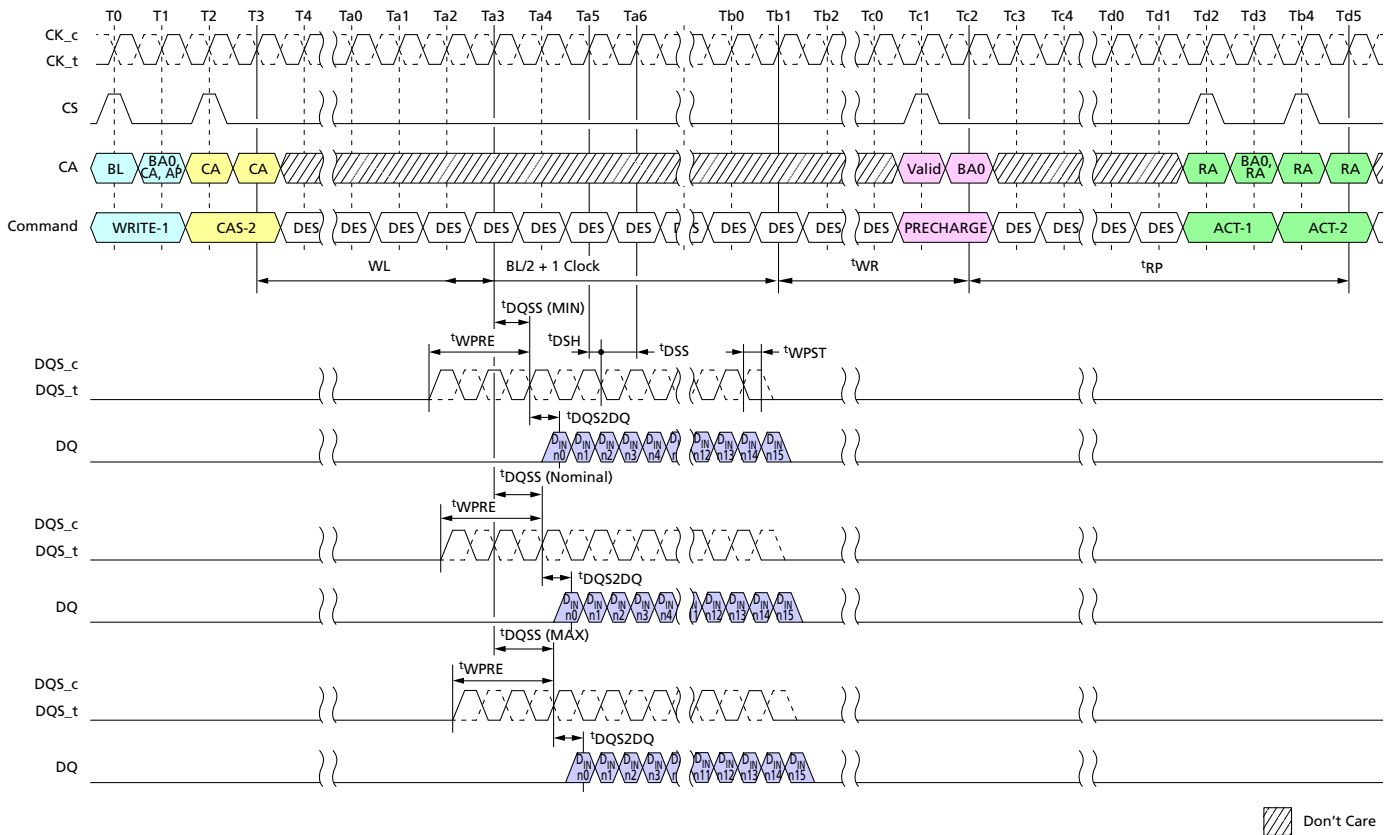 T0 T1 T2 T3 T4 Ta0 Ta1 Ta2 Ta3 Ta4 Ta5 Ta6 Tb0 Tb1 Tb2 Tc0 Tc1 Tc2 Tc3 Tc4 Td0 Td1 Td2 Td3 Tb4 Td5
CK_c
CK_t
CS
CA BL BA0, CA, AP CA CA Valid BA0 RA BA0, RA RA RA
Command WRITE-1 CAS-2 DES DES DES DES DES DES DES DES DES DES DES DES PRECHARGE DES DES DES DES ACT-1 ACT-2
WL BL/2 + 1 Clock tWR tRP
tDQSS (MIN)
tWPRE tDSH tDSS tWPST
DQS_c
DQS_t
tDQS2DQ
DQ DIN n0 DIN n1 DIN n2 DIN n3 DIN n4 DIN n12 DIN n13 DIN n14 DIN n15
tDQSS (Nominal)
tWPRE
DQS_c
DQS_t
tDQS2DQ
DQ DIN n0 DIN n1 DIN n2 DIN n3 DIN n4 DIN n12 DIN n13 DIN n14 DIN n15
tDQSS (MAX)
tWPRE
DQS_c
DQS_t
tDQS2DQ
DQ DIN n0 DIN n1 DIN n2 DIN n3 DIN n11 DIN n12 DIN n13 DIN n14 DIN n15
Don't Care